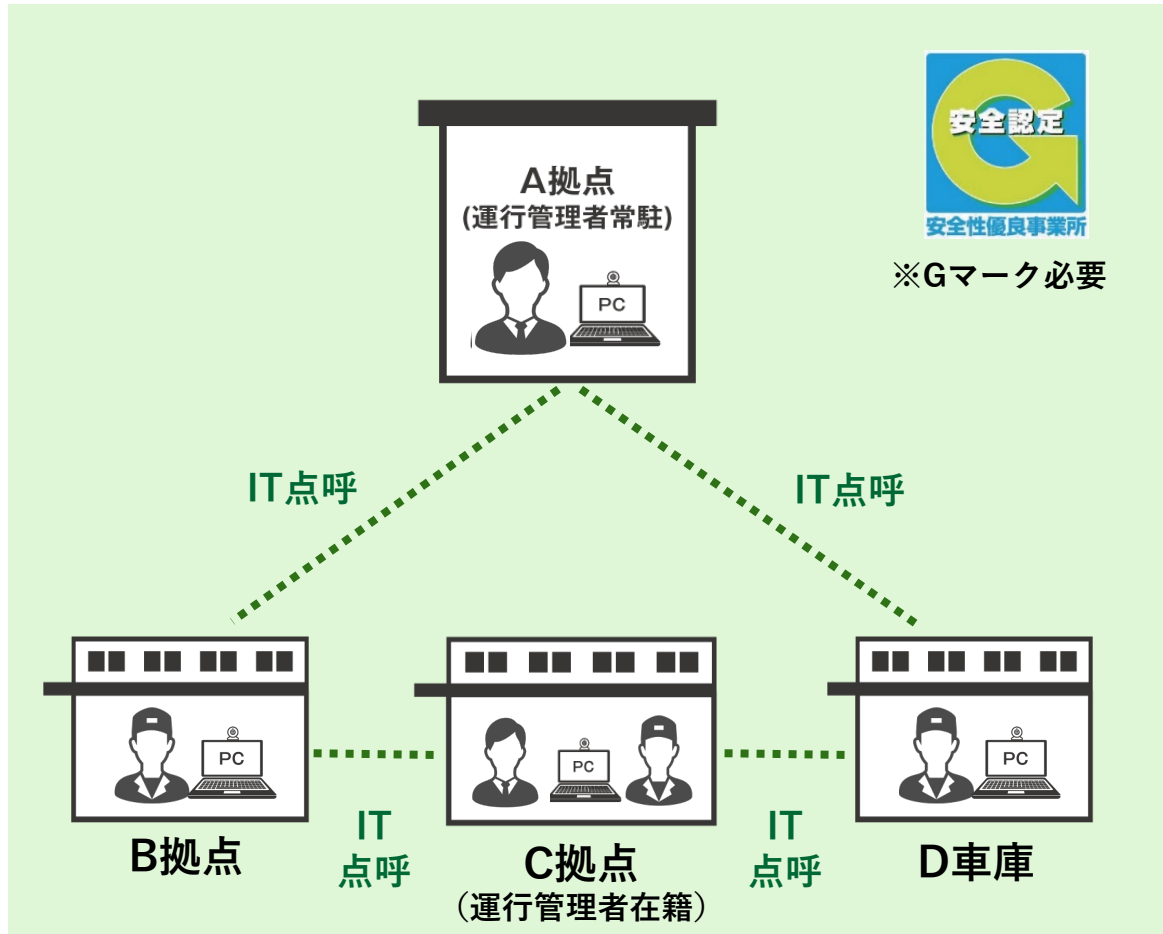 安全認定
安全性優良事業所
※Gマーク必要
A拠点
(運行管理者常駐)
PC
IT点呼
IT点呼
PC
PC
PC
IT
点呼
IT
点呼
B拠点
C拠点
（運行管理者在籍）
D車庫